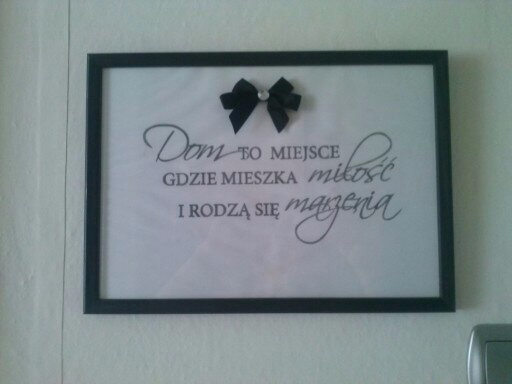 Dom TO MIEJSCE
GDZIE MIESZKA miłość
I RODZĄ SIĘ marzenia